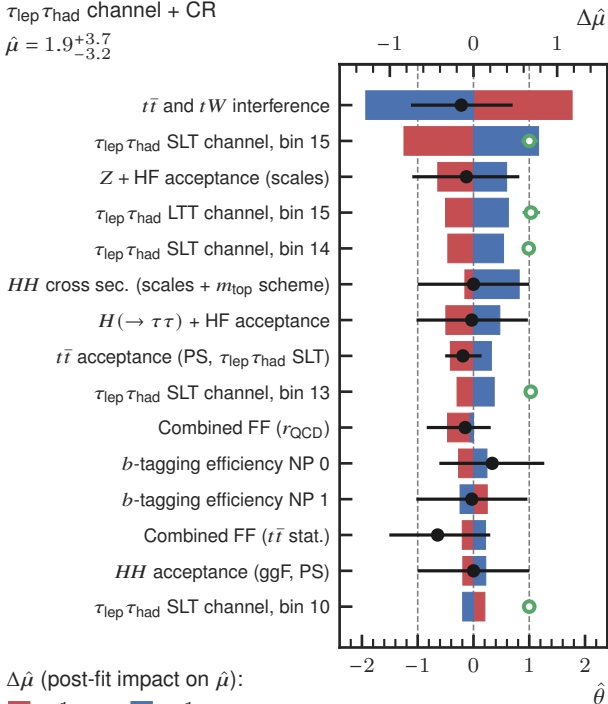 τlep τhad channel + CR
μ̂ = 1.9 +3.7 −3.2
Δμ̂
−1 0 1
tt̄ and tW interference
τlep τhad SLT channel, bin 15
Z + HF acceptance (scales)
τlep τhad LTT channel, bin 15
τlep τhad SLT channel, bin 14
HH cross sec. (scales + mtop scheme)
H(→ ττ) + HF acceptance
tt̄ acceptance (PS, τlep τhad SLT)
τlep τhad SLT channel, bin 13
Combined FF (rQCD)
b-tagging efficiency NP 0
b-tagging efficiency NP 1
Combined FF (tt̄ stat.)
HH acceptance (ggF, PS)
τlep τhad SLT channel, bin 10
−2 −1 0 1 2
θ̂
Δμ̂ (post-fit impact on μ̂):